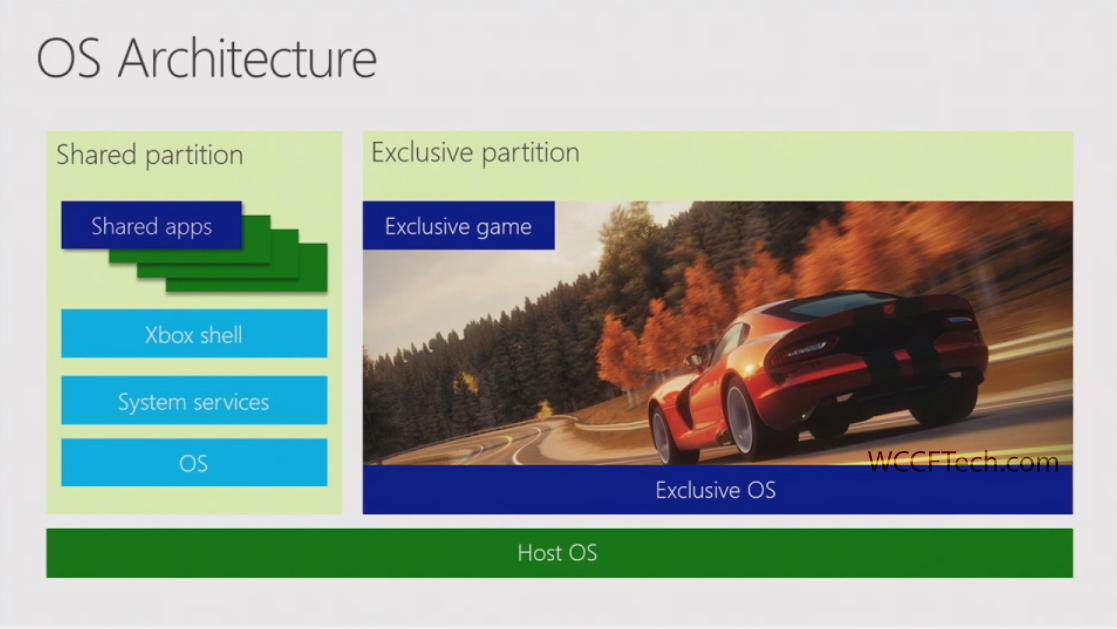 OS Architecture
Shared partition
Shared apps
Xbox shell
System services
OS
Exclusive partition
Exclusive game
WCCFTech.com
Exclusive OS
Host OS